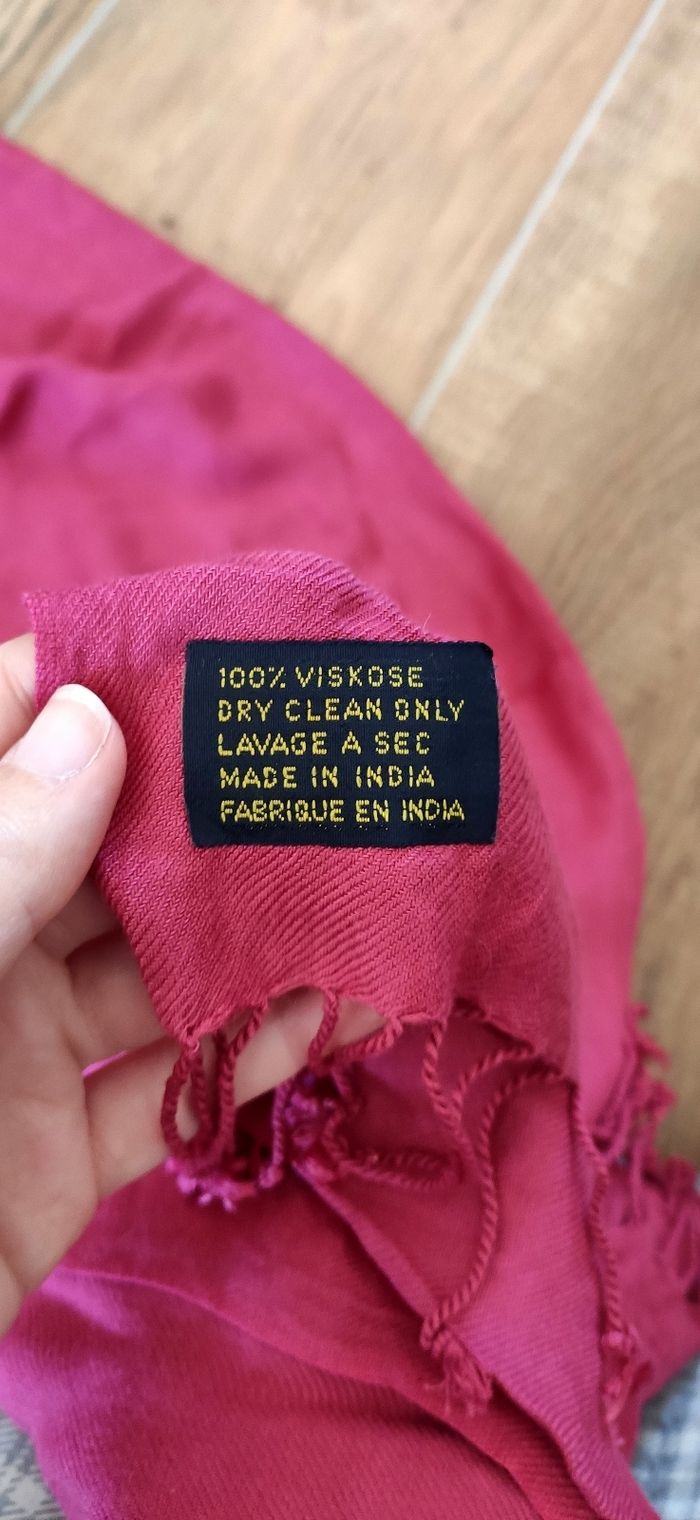 100% VISKOSE
DRY CLEAN ONLY
LAVAGE A SEC
MADE IN INDIA
FABRIQUE EN INDIA